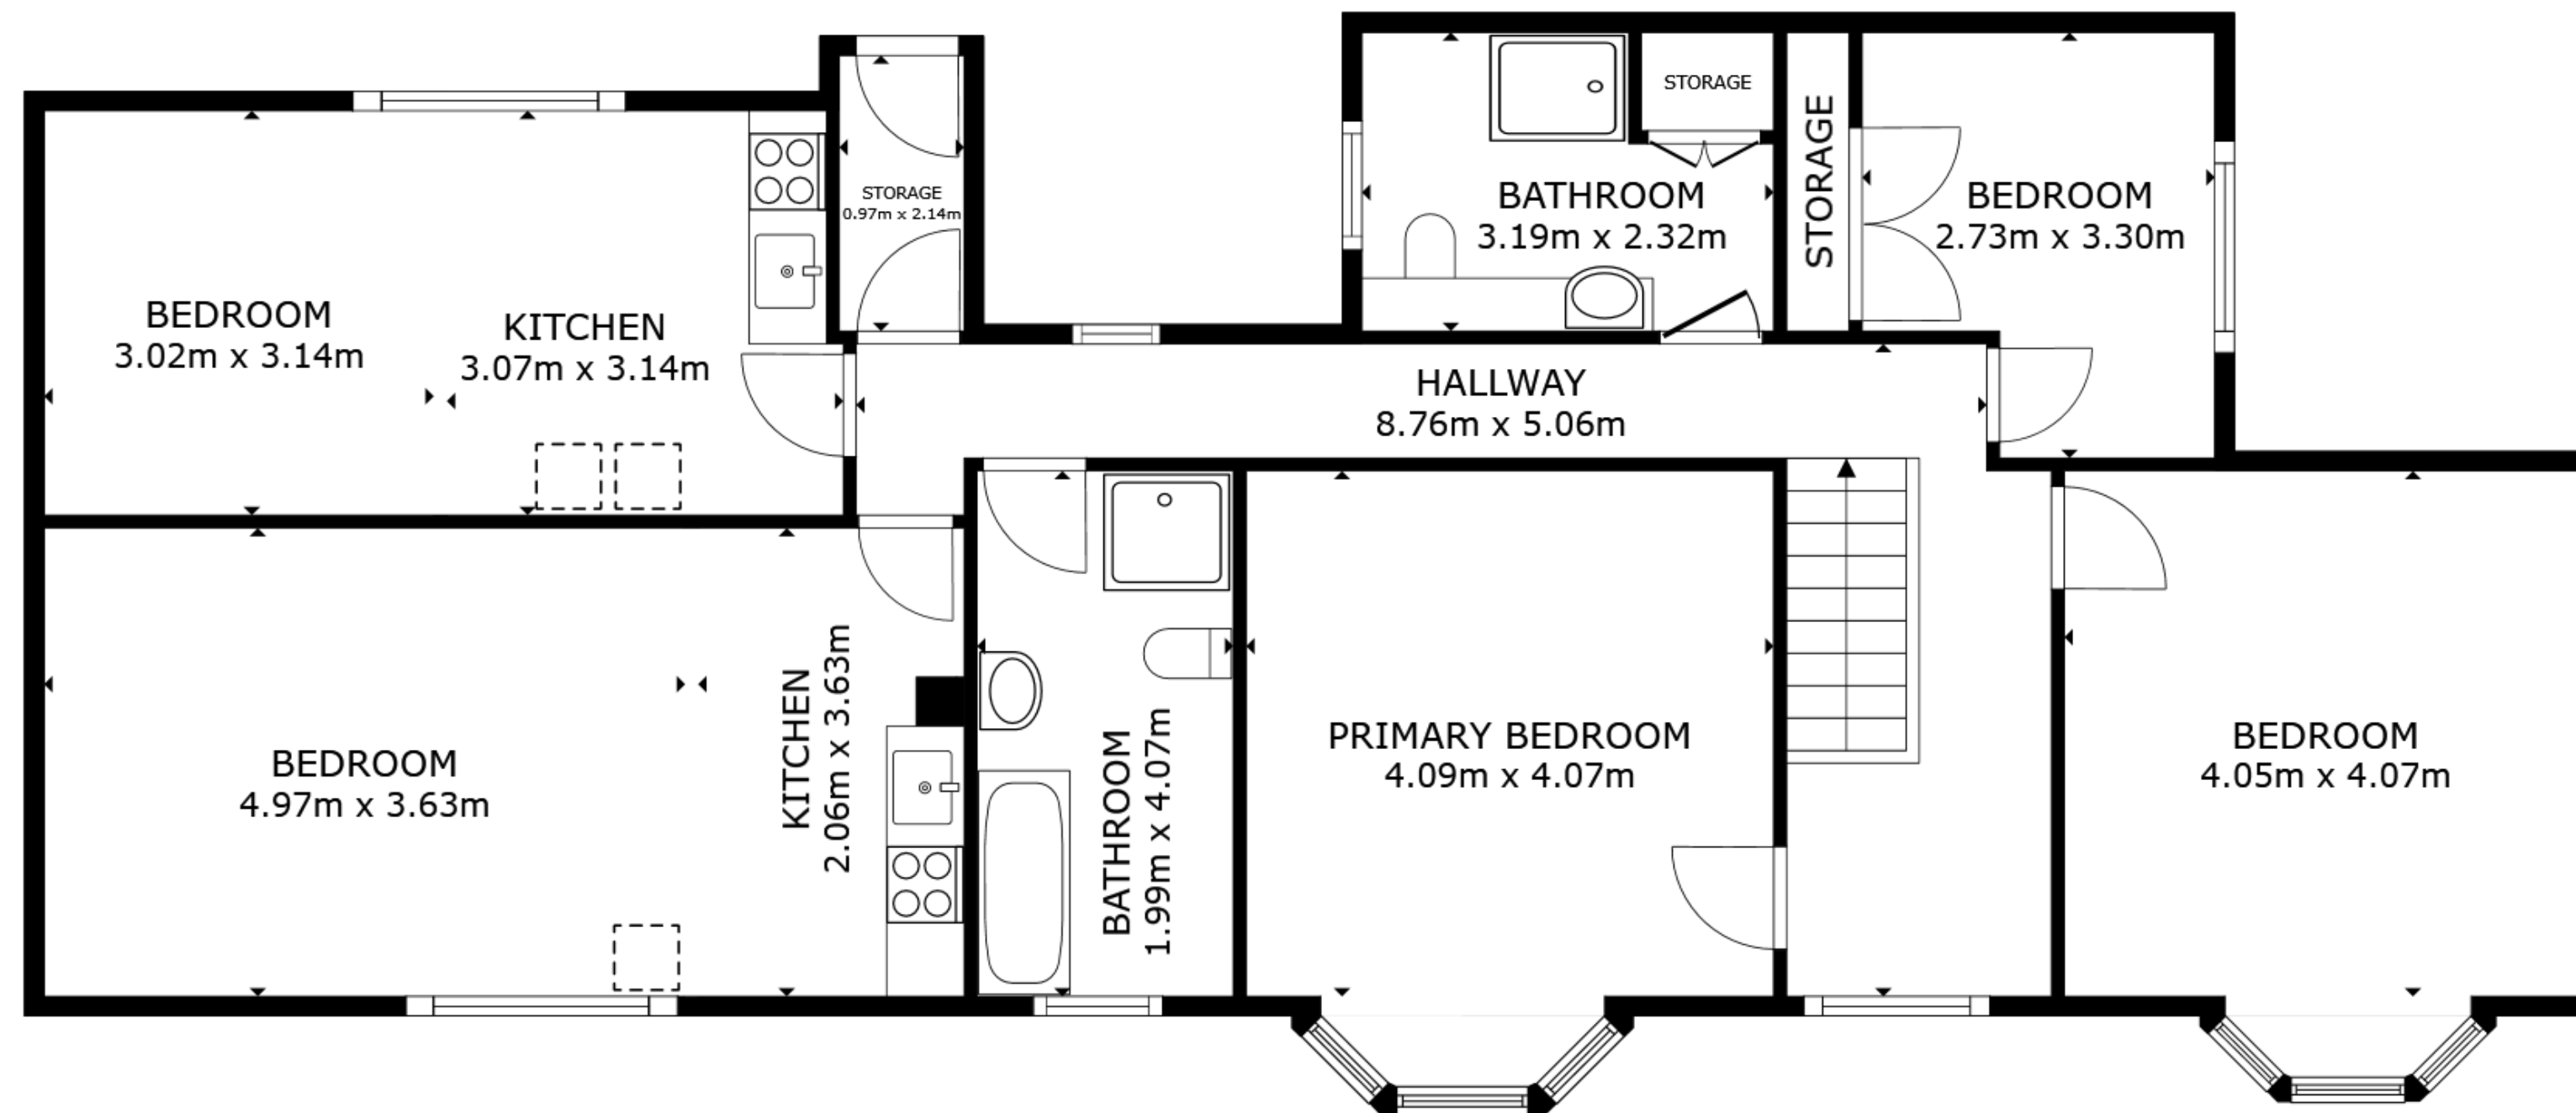 STORAGE
STORAGE
STORAGE
0.97m x 2.14m
BATHROOM
3.19m x 2.32m
BEDROOM
2.73m x 3.30m
BEDROOM
3.02m x 3.14m
KITCHEN
3.07m x 3.14m
HALLWAY
8.76m x 5.06m
BEDROOM
4.97m x 3.63m
KITCHEN
2.06m x 3.63m
BATHROOM
1.99m x 4.07m
PRIMARY BEDROOM
4.09m x 4.07m
BEDROOM
4.05m x 4.07m